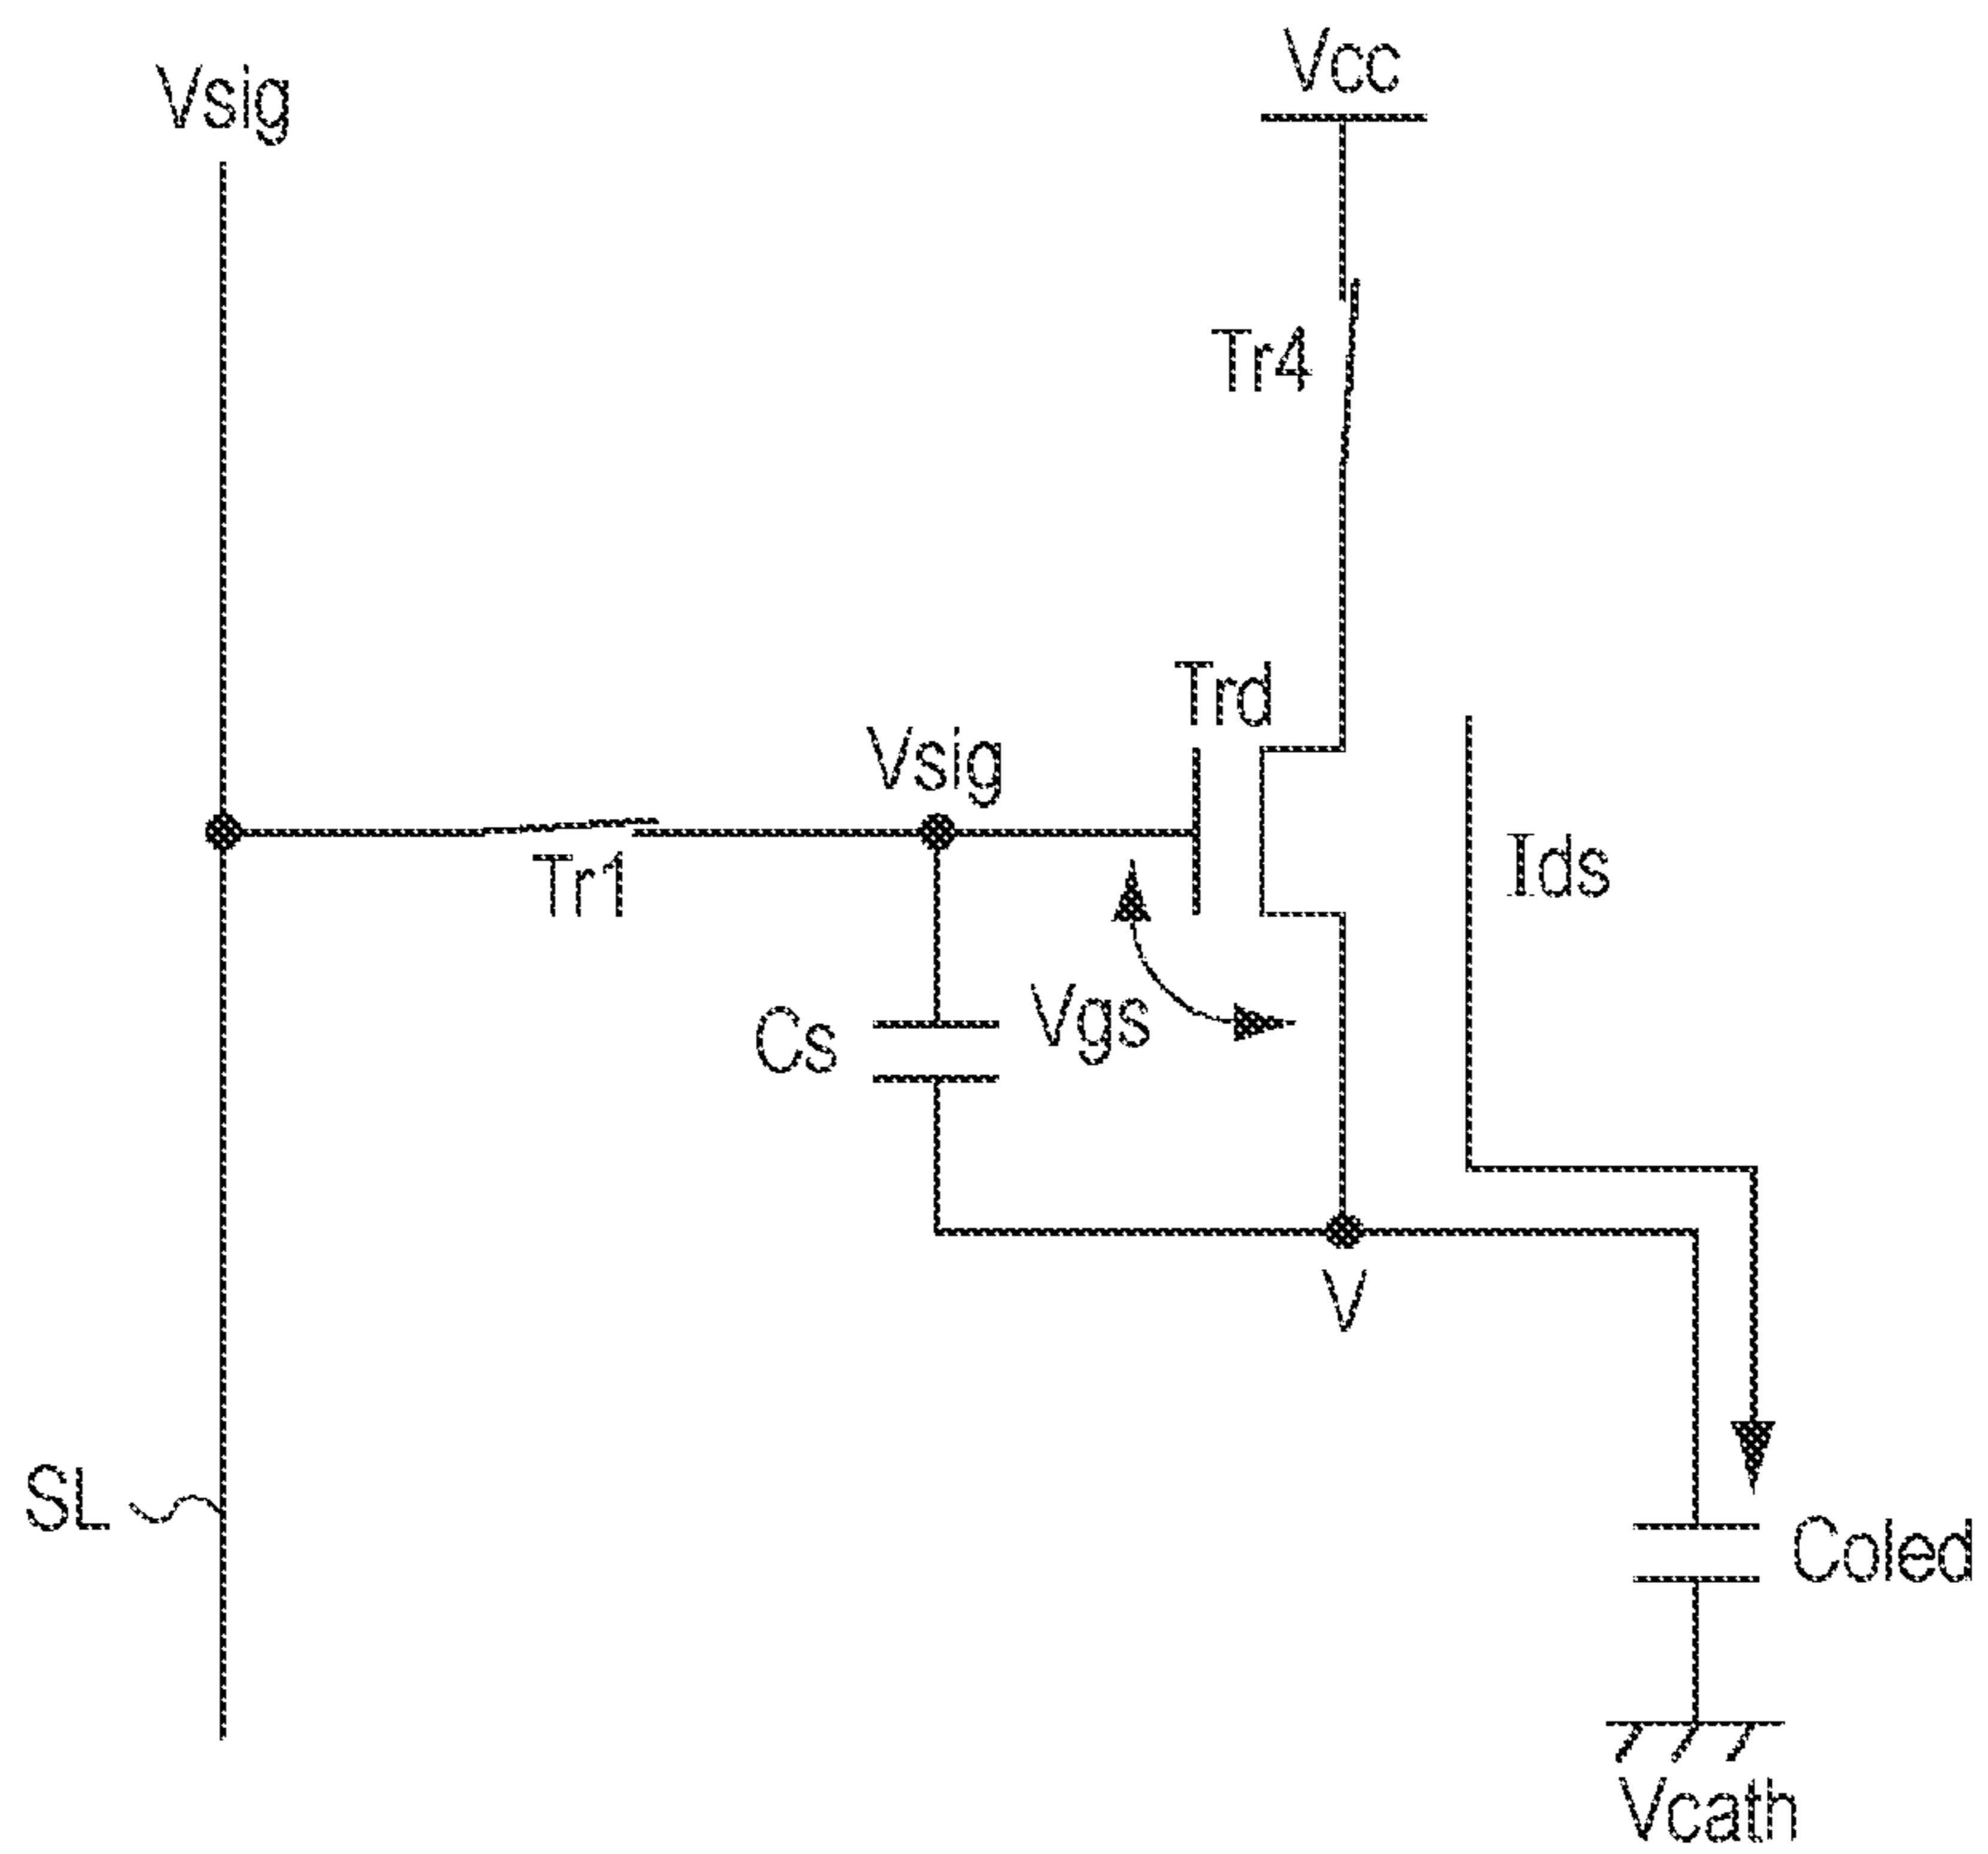 Vcc
Vsig
Tr4
Trd
Vsig
Ids
Tr1
Vgs
Cs
V
SL
Coled
Vcath